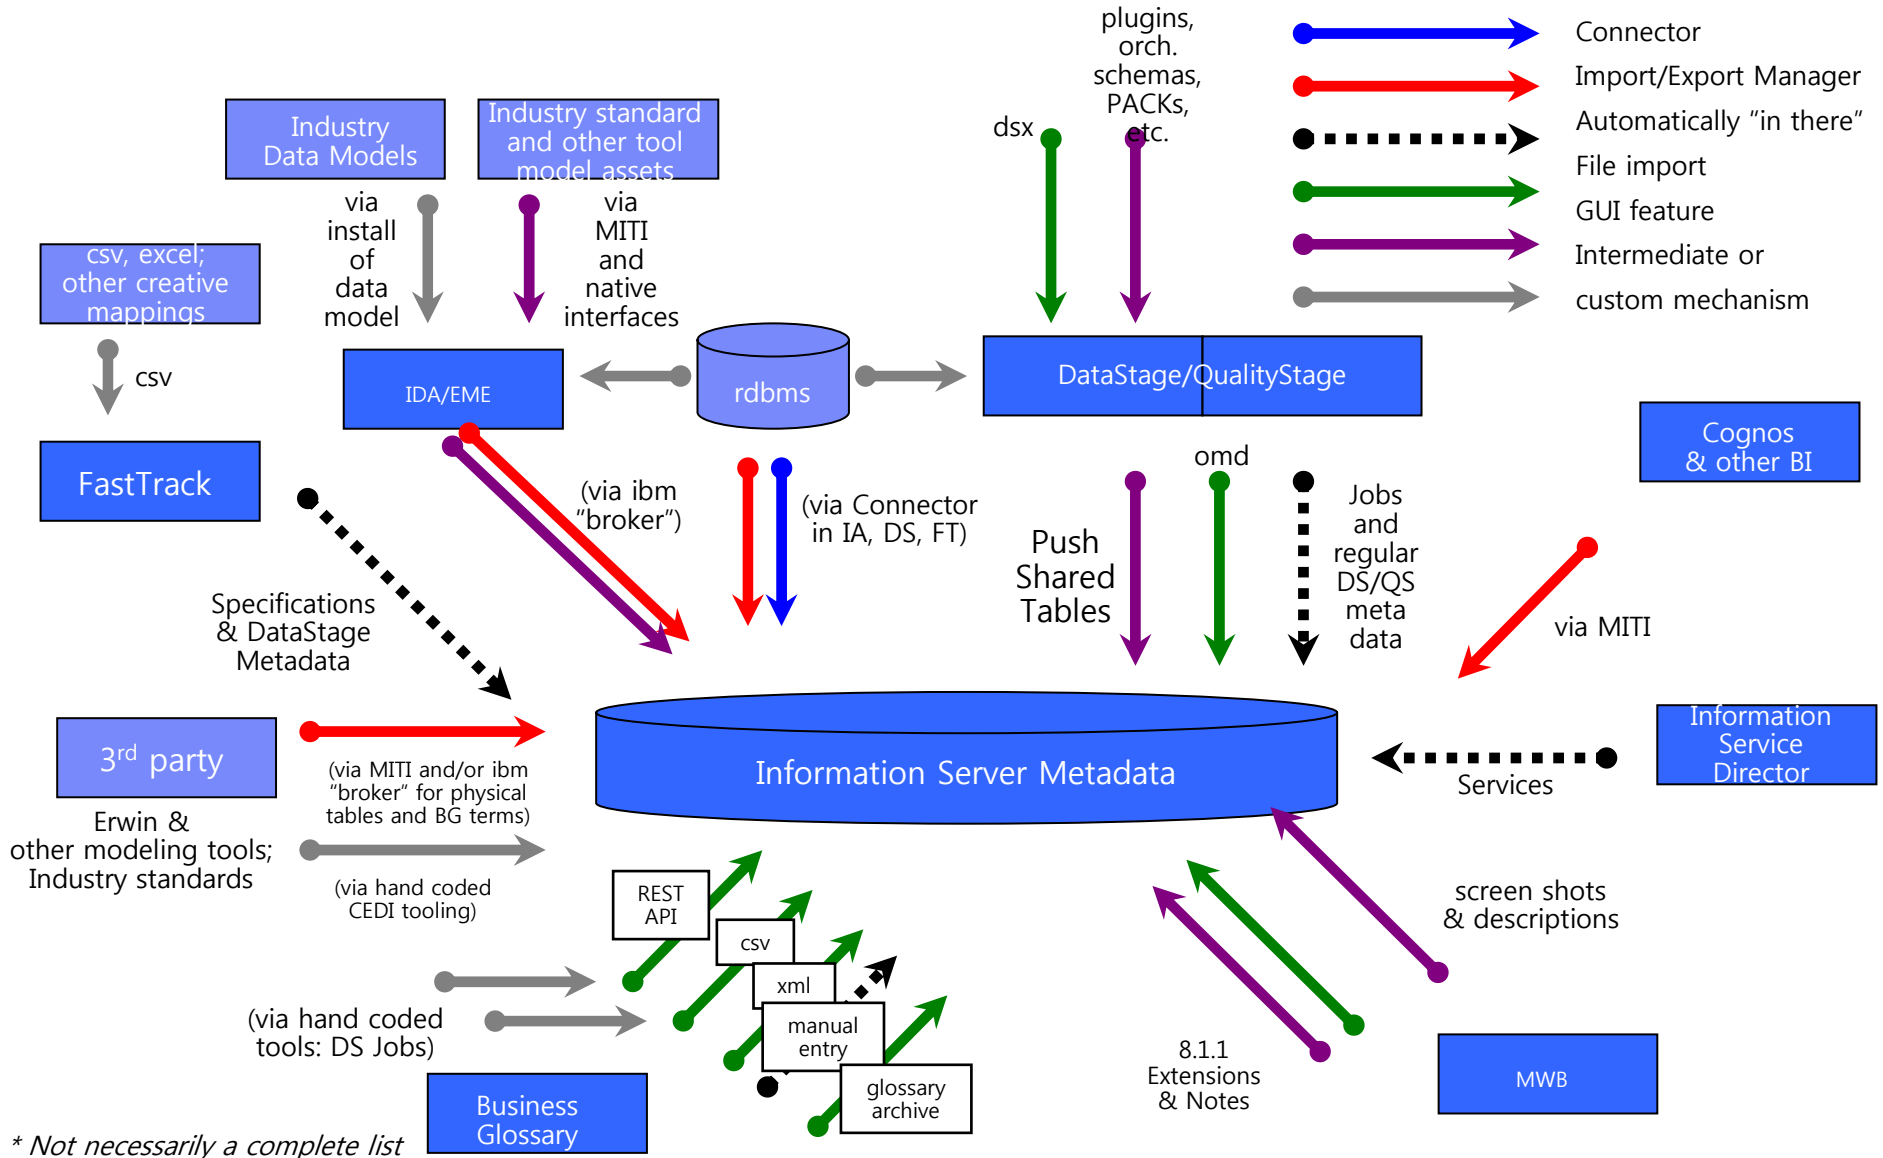 plugins,
orch.
schemas,
PACKs,
etc.
dsx
Connector
Import/Export Manager
Automatically "in there"
File import
GUI feature
Intermediate or
custom mechanism
Industry
Data Models
Industry standard
and other tool
model assets
via
install
of
data
model
via
MITI
and
native
interfaces
csv, excel;
other creative
mappings
csv
IDA/EME
rdbms
DataStage/QualityStage
Cognos
& other BI
FastTrack
(via ibm
"broker")
(via Connector
in IA, DS, FT)
Push
Shared
Tables
omd
Jobs
and
regular
DS/QS
meta
data
via MITI
Specifications
& DataStage
Metadata
3rd party
(via MITI and/or ibm
"broker" for physical
tables and BG terms)
Erwin &
other modeling tools;
Industry standards
(via hand coded
CEDI tooling)
Information Server Metadata
Information
Service
Director
Services
REST
API
csv
xml
manual
entry
glossary
archive
screen shots
& descriptions
(via hand coded
tools: DS Jobs)
8.1.1
Extensions
& Notes
MWB
Business
Glossary
* Not necessarily a complete list